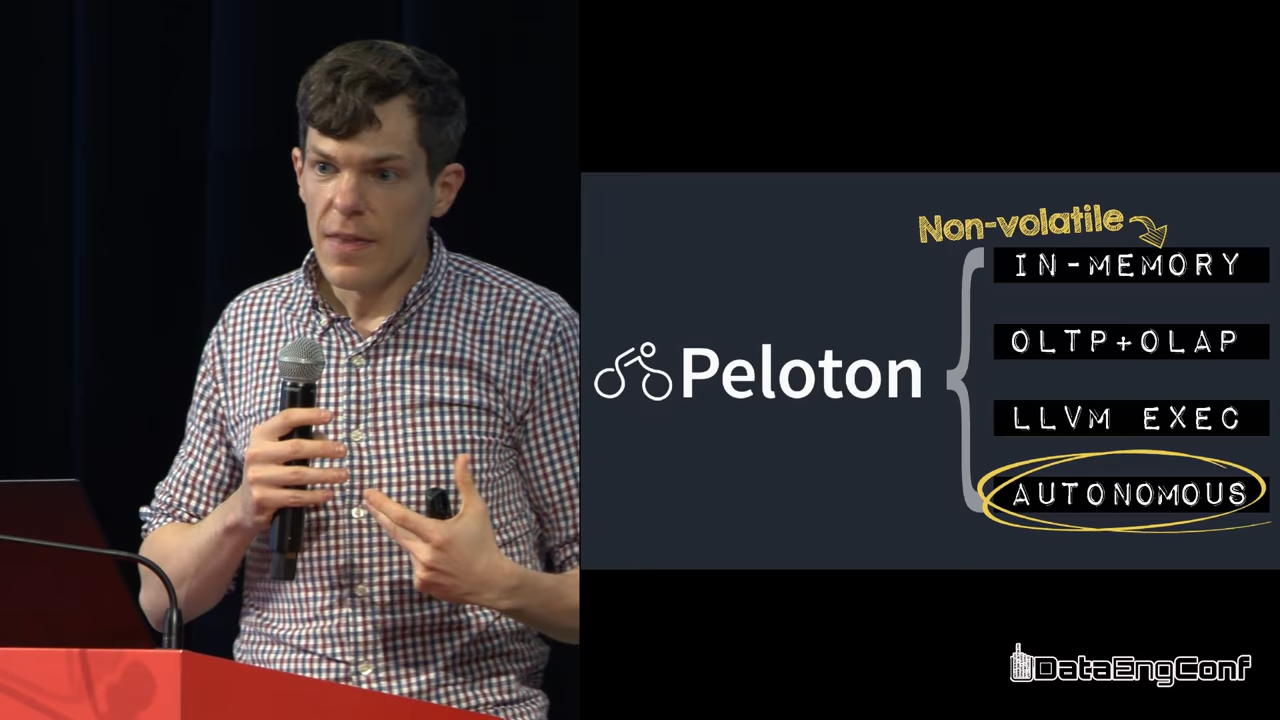 Non-volatile
IN-MEMORY
OLTP+OLAP
Peloton
LLVM EXEC
AUTONOMOUS
DataEngConf